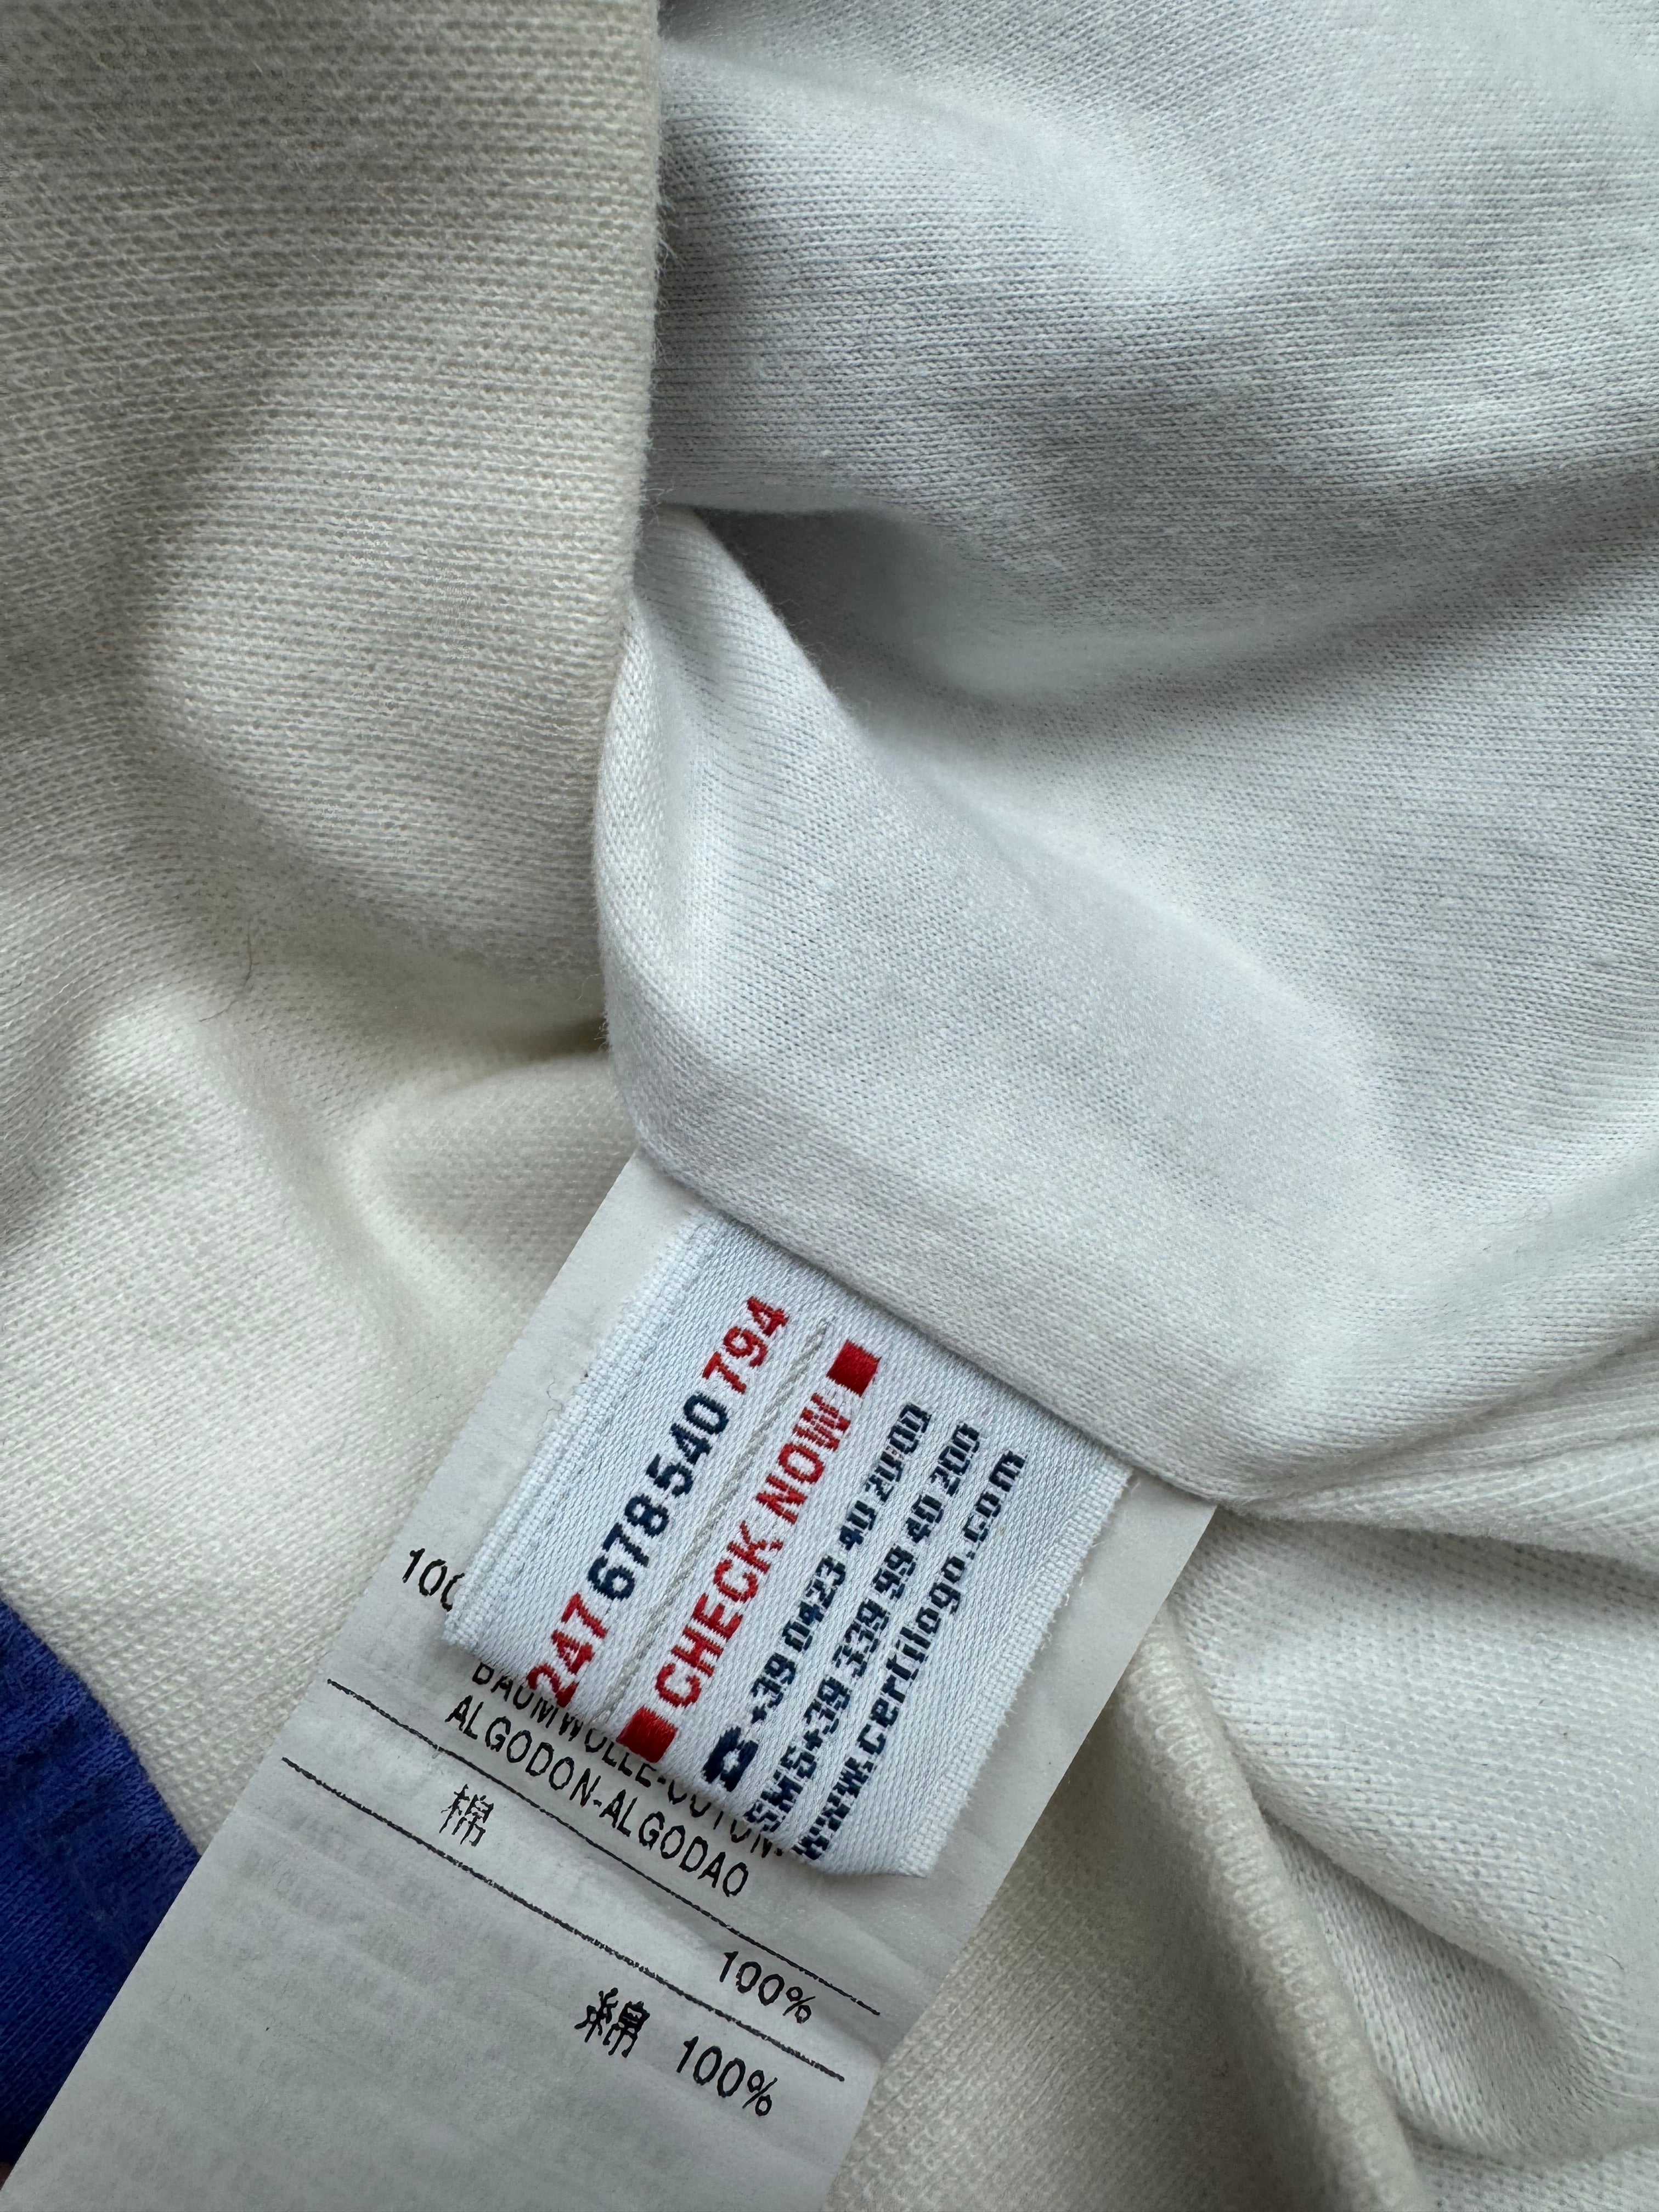 247 678 540 794
CHECK NOW
+39 0423 40 20 00
SMS+39 339 99 40 200
www.certilogo.com
100
BAUMWOLLE-COTON-
ALGODON-ALGODAO
棉
100%
綿 100%